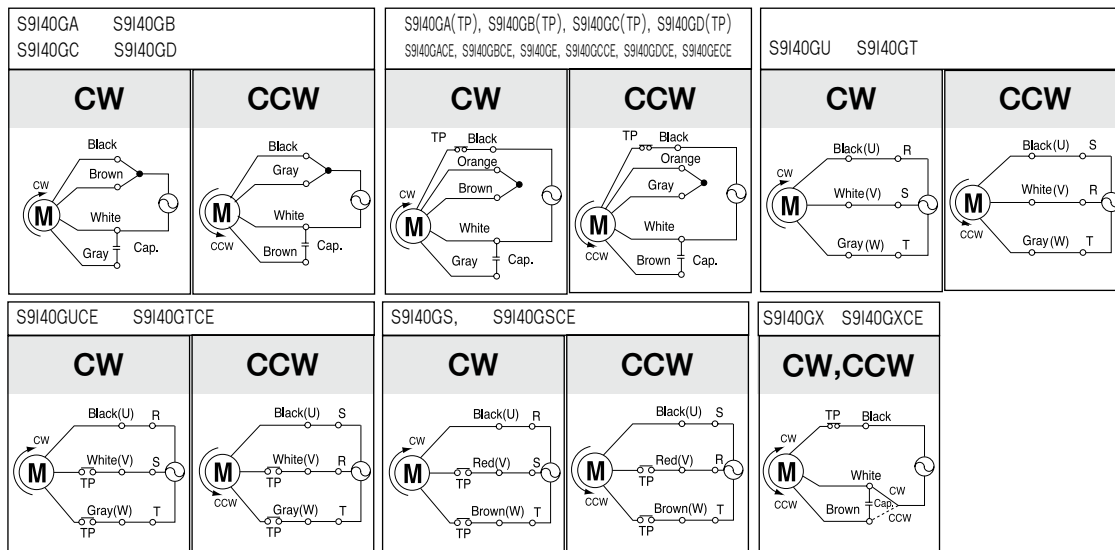 S9I40GA S9I40GB
S9I40GC S9I40GD
CW CCW
Black
Brown
White
Gray
Cap.
CW
M
Black
Gray
White
Brown
Cap.
M
CCW
S9I40GA(TP), S9I40GB(TP), S9I40GC(TP), S9I40GD(TP)
S9I40GACE, S9I40GBCE, S9I40GE, S9I40GCCE, S9I40GDCE, S9I40GECE
CW CCW
TP Black
Orange
Brown
White
Gray
Cap.
CW
M
TP Black
Orange
Gray
White
Brown
Cap.
M
CCW
S9I40GU S9I40GT
CW CCW
Black(U) R
CW
M
White(V) S
Gray(W) T
Black(U) S
M
White(V) R
CCW
Gray(W) T
S9I40GUCE S9I40GTCE
CW CCW
Black(U) R
CW
M
White(V) S
TP
Gray(W) T
TP
Black(U) S
M
White(V) R
TP
CCW
Gray(W) T
TP
S9I40GS, S9I40GSCE
CW CCW
Black(U) R
CW
M
Red(V) S
TP
Brown(W) T
Black(U) S
M
Red(V) R
TP
CCW
Brown(W) T
TP
S9I40GX S9I40GXCE
CW,CCW
TP Black
CW
M
White
CW
Cap.
CCW
Brown
CCW